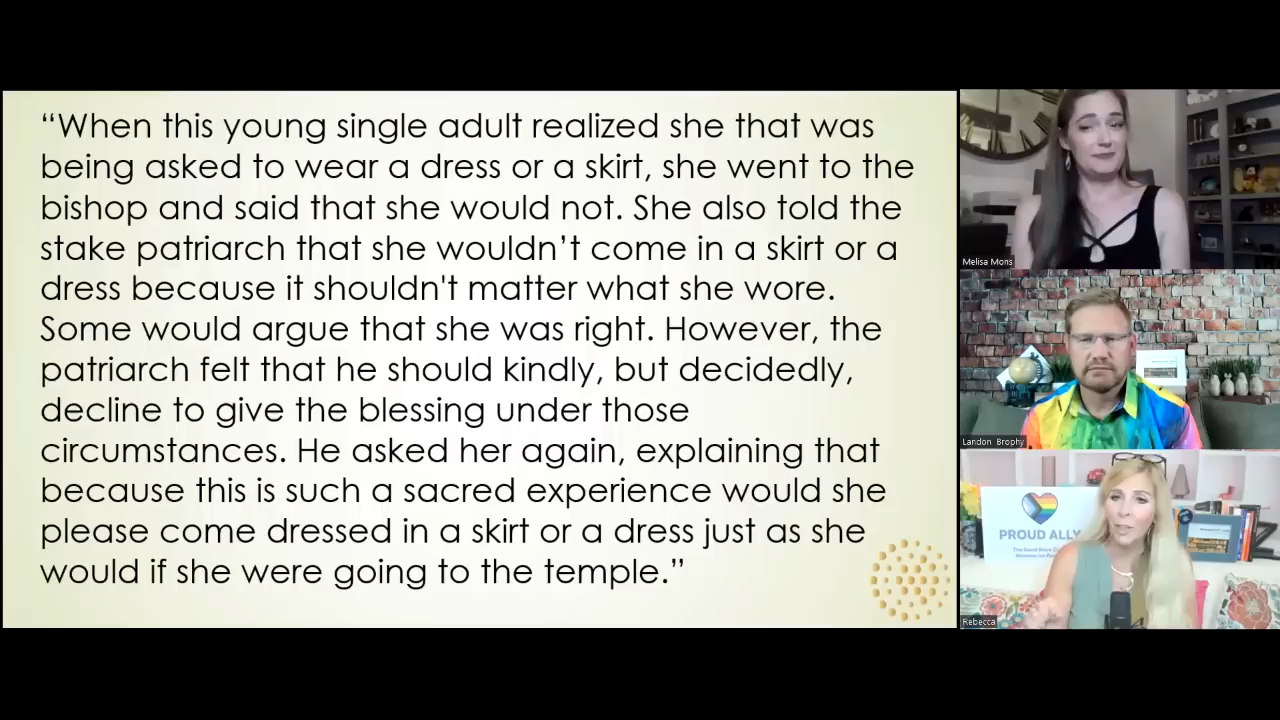 “When this young single adult realized she that was
being asked to wear a dress or a skirt, she went to the
bishop and said that she would not. She also told the
stake patriarch that she wouldn’t come in a skirt or a
dress because it shouldn't matter what she wore.
Some would argue that she was right. However, the
patriarch felt that he should kindly, but decidedly,
decline to give the blessing under those
circumstances. He asked her again, explaining that
because this is such a sacred experience would she
please come dressed in a skirt or a dress just as she
would if she were going to the temple.”
Melisa Mons
Landon Brophy
PROUD ALLY
Rebecca